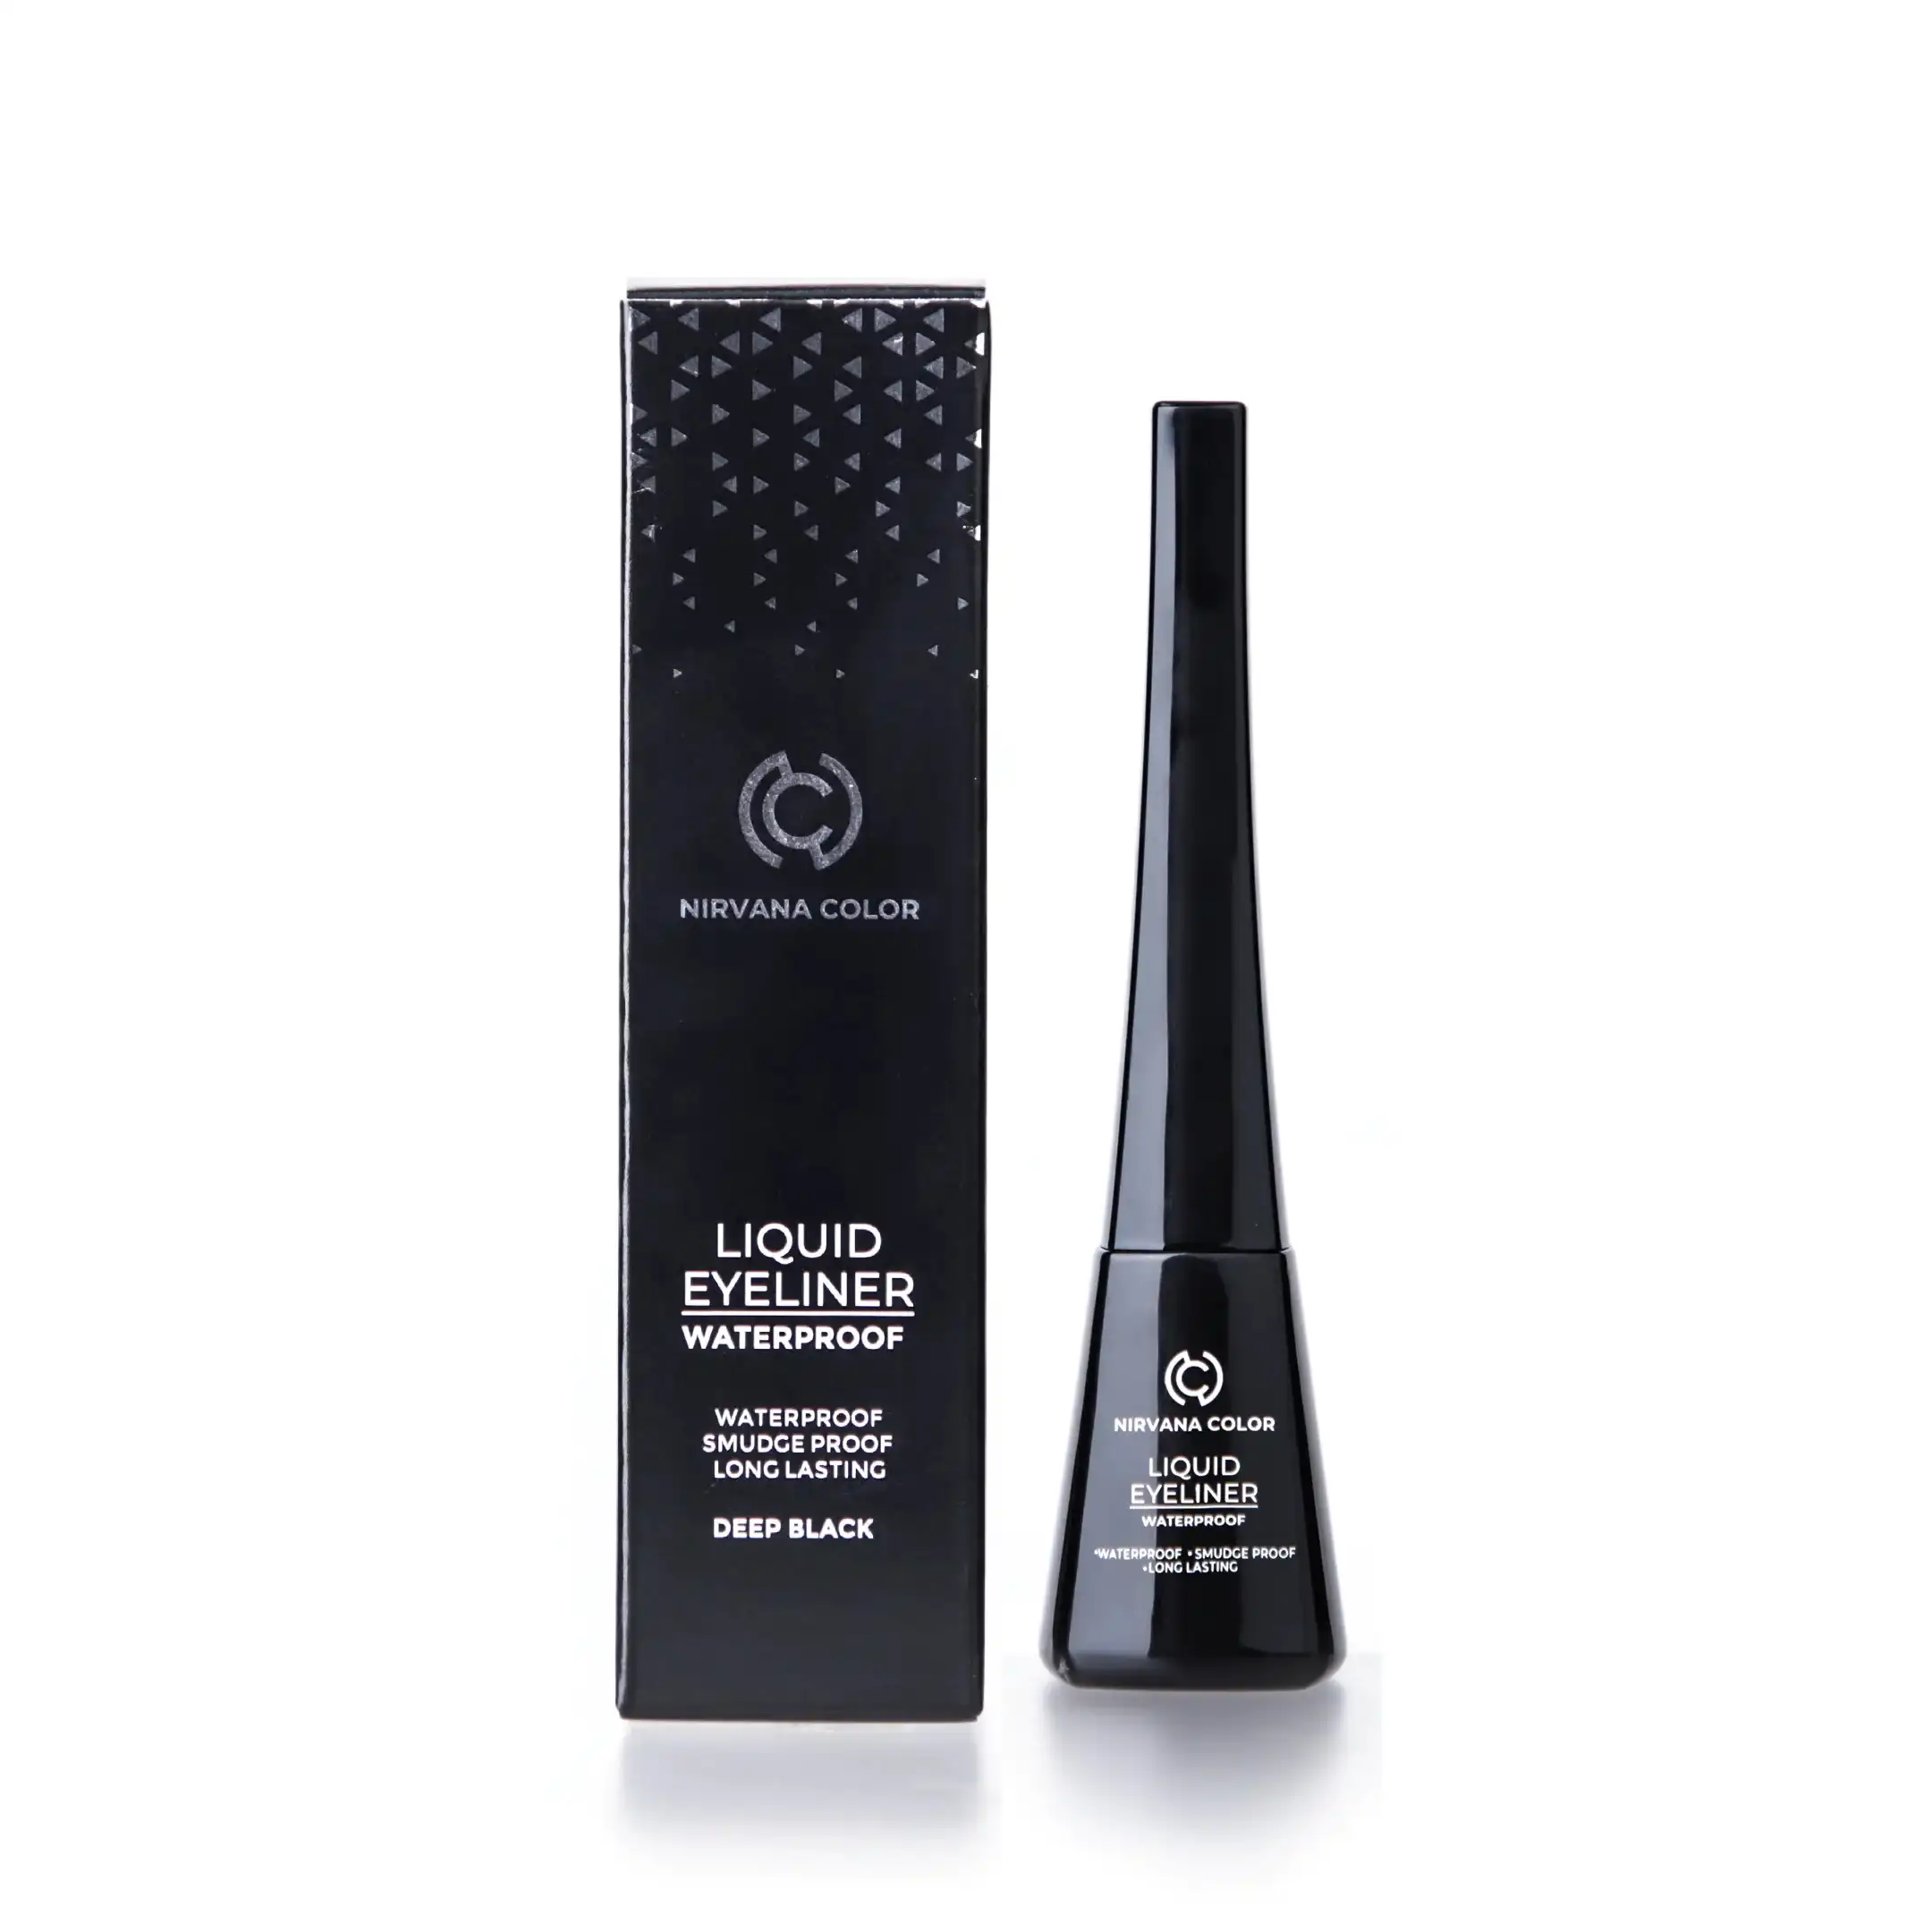 NIRVANA COLOR
LIQUID
EYELINER
WATERPROOF
WATERPROOF
SMUDGE PROOF
LONG LASTING
DEEP BLACK
NIRVANA COLOR
LIQUID
EYELINER
WATERPROOF
•WATERPROOF •SMUDGE PROOF
•LONG LASTING